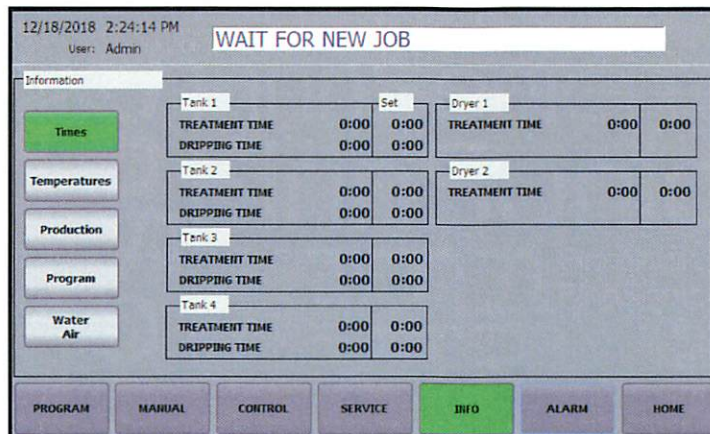 12/18/2018 2:24:14 PM
User: Admin
WAIT FOR NEW JOB
Information
Times
Temperatures
Production
Program
Water
Air
Tank 1 Set
TREATMENT TIME 0:00 0:00
DRIPPING TIME 0:00 0:00
Tank 2
TREATMENT TIME 0:00 0:00
DRIPPING TIME 0:00 0:00
Tank 3
TREATMENT TIME 0:00 0:00
DRIPPING TIME 0:00 0:00
Tank 4
TREATMENT TIME 0:00 0:00
DRIPPING TIME 0:00 0:00
Dryer 1
TREATMENT TIME 0:00 0:00
Dryer 2
TREATMENT TIME 0:00 0:00
PROGRAM MANUAL CONTROL SERVICE INFO ALARM HOME